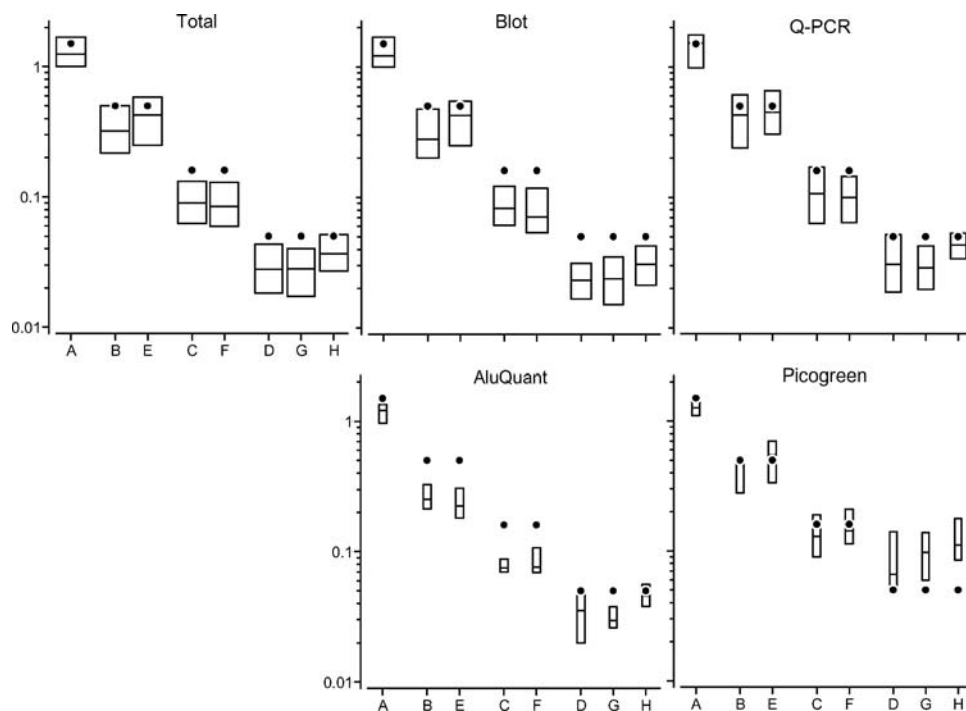 Total
Blot
Q-PCR
1
0.1
0.01
A B E C F D G H
AluQuant
Picogreen
1
0.1
0.01
A B E C F D G H
A B E C F D G H